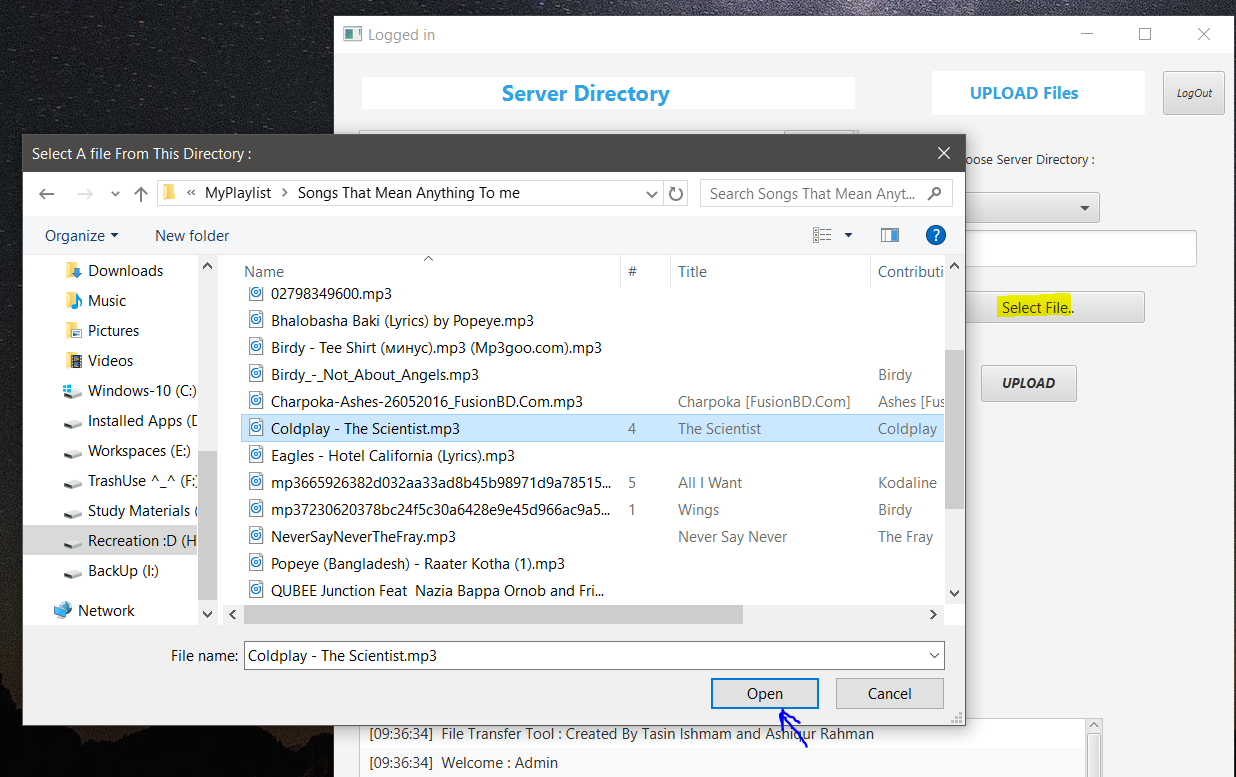 Logged in
Server Directory
UPLOAD Files
LogOut
Select A file From This Directory :
oose Server Directory :
« MyPlaylist > Songs That Mean Anything To me
Search Songs That Mean Anyt...
Organize
New folder
?
Select File..
UPLOAD
Downloads
Music
Pictures
Videos
Windows-10 (C:)
Installed Apps (D
Workspaces (E:)
TrashUse ^_^ (F:)
Study Materials (
Recreation :D (H
BackUp (I:)
Network
Name # Title Contributi
02798349600.mp3
Bhalobasha Baki (Lyrics) by Popeye.mp3
Birdy - Tee Shirt (минус).mp3 (Mp3goo.com).mp3
Birdy_-_Not_About_Angels.mp3 Birdy
Charpoka-Ashes-26052016_FusionBD.Com.mp3 Charpoka [FusionBD.Com] Ashes [Fus
Coldplay - The Scientist.mp3 4 The Scientist Coldplay
Eagles - Hotel California (Lyrics).mp3
mp3665926382d032aa33ad8b45b98971d9a78515... 5 All I Want Kodaline
mp37230620378bc24f5c30a6428e9e45d966ac9a5... 1 Wings Birdy
NeverSayNeverTheFray.mp3 Never Say Never The Fray
Popeye (Bangladesh) - Raater Kotha (1).mp3
QUBEE Junction Feat  Nazia Bappa Ornob and Fri...
File name: Coldplay - The Scientist.mp3
Open
Cancel
[09:36:34] File Transfer Tool : Created By Tasin Ishmam and Ashiqur Rahman
[09:36:34] Welcome : Admin